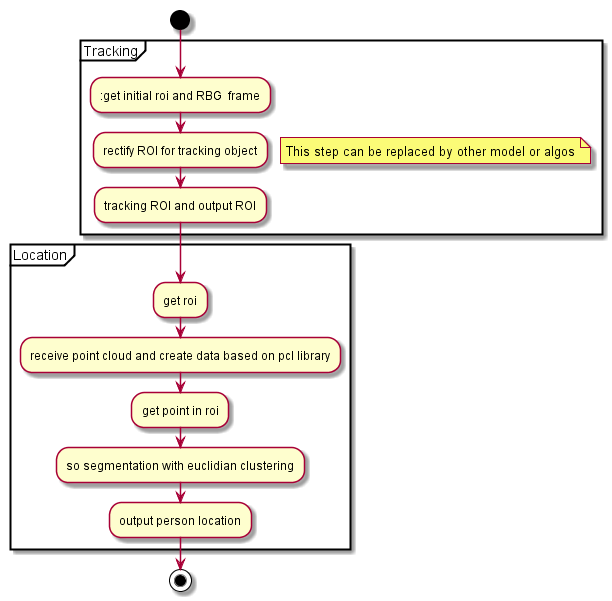 Tracking
:get initial roi and RBG  frame
rectify ROI for tracking object
This step can be replaced by other model or algos
tracking ROI and output ROI
Location
get roi
receive point cloud and create data based on pcl library
get point in roi
so segmentation with euclidian clustering
output person location